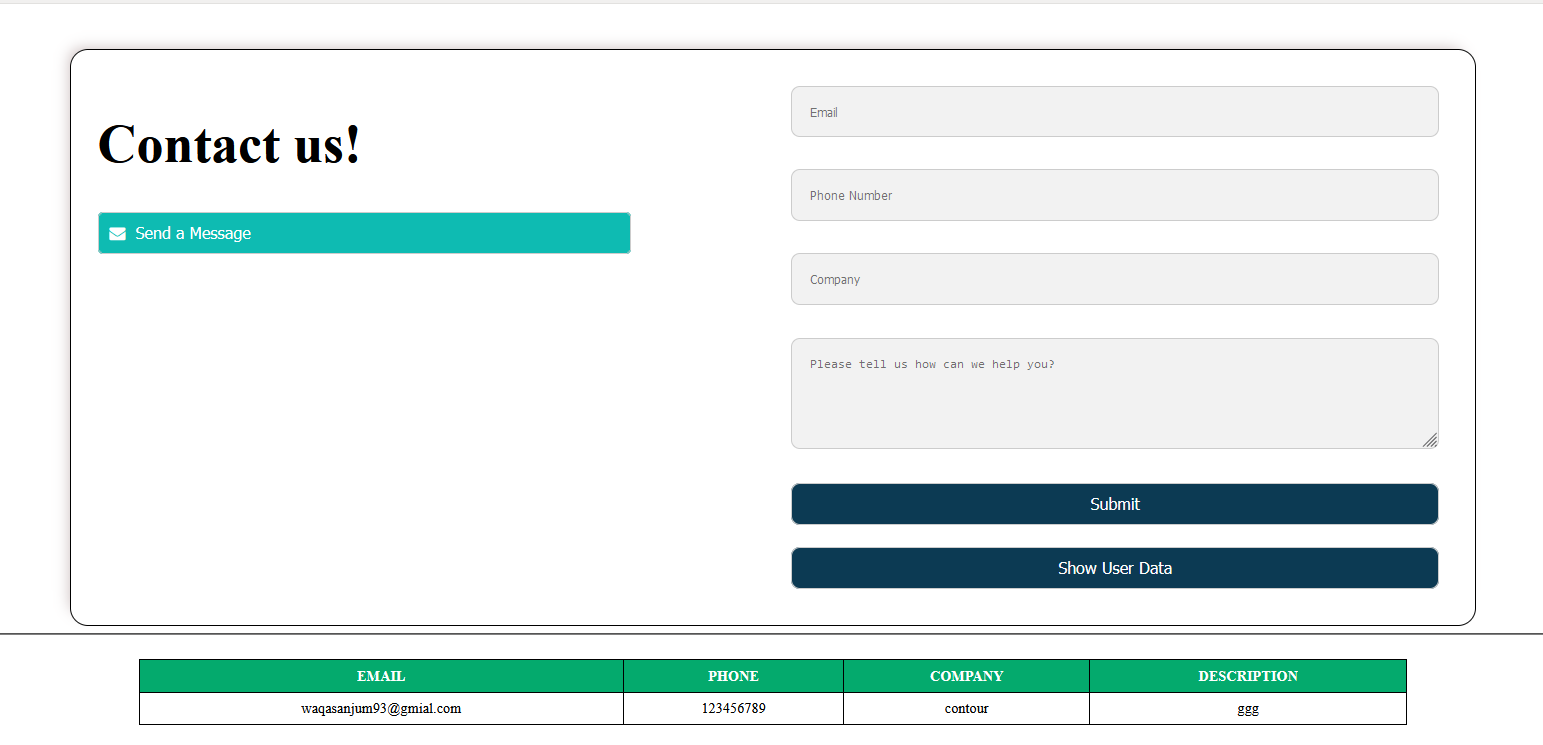 Contact us!
Send a Message
Email
Phone Number
Company
Please tell us how can we help you?
Submit
Show User Data
EMAIL PHONE COMPANY DESCRIPTION
waqasanjum93@gmial.com 123456789 contour ggg